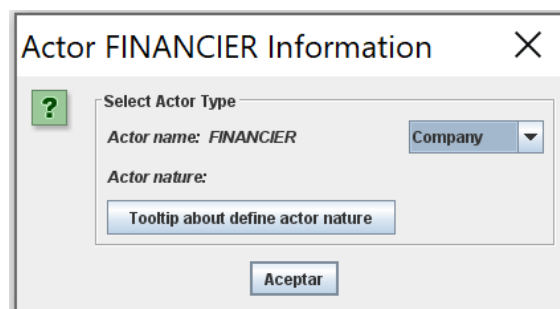 Actor FINANCIER Information
?
Select Actor Type
Actor name: FINANCIER Company
Actor nature:
Tooltip about define actor nature
Aceptar